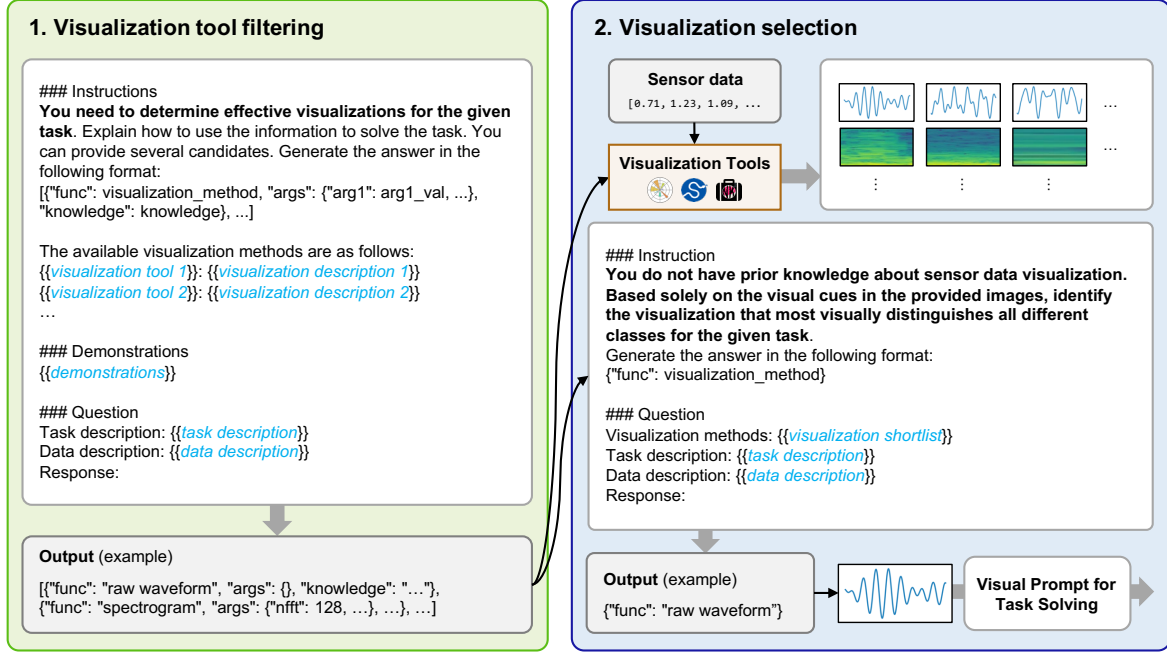 1. Visualization tool filtering
### Instructions
You need to determine effective visualizations for the given
task. Explain how to use the information to solve the task. You
can provide several candidates. Generate the answer in the
following format:
[{"func": visualization_method, "args": {"arg1": arg1_val, ...},
"knowledge": knowledge}, ...]
The available visualization methods are as follows:
{{visualization tool 1}}: {{visualization description 1}}
{{visualization tool 2}}: {{visualization description 2}}
…
### Demonstrations
{{demonstrations}}
### Question
Task description: {{task description}}
Data description: {{data description}}
Response:
Output (example)
[{"func": "raw waveform", "args": {}, "knowledge": "…"},
{"func": "spectrogram", "args": {"nfft": 128, …}, …}, …]
2. Visualization selection
Sensor data
[0.71, 1.23, 1.09, ...
Visualization Tools
...
...
⋮ ⋮ ⋮
### Instruction
You do not have prior knowledge about sensor data visualization.
Based solely on the visual cues in the provided images, identify
the visualization that most visually distinguishes all different
classes for the given task.
Generate the answer in the following format:
{"func": visualization_method}
### Question
Visualization methods: {{visualization shortlist}}
Task description: {{task description}}
Data description: {{data description}}
Response:
Output (example)
{"func": "raw waveform"}
Visual Prompt for
Task Solving